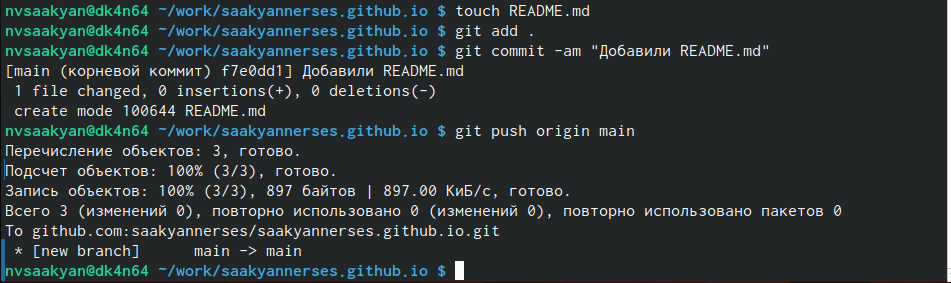 nvsaakyan@dk4n64 ~/work/saakyannerses.github.io $ touch README.md
nvsaakyan@dk4n64 ~/work/saakyannerses.github.io $ git add .
nvsaakyan@dk4n64 ~/work/saakyannerses.github.io $ git commit -am "Добавили README.md"
[main (корневой коммит) f7e0dd1] Добавили README.md
 1 file changed, 0 insertions(+), 0 deletions(-)
 create mode 100644 README.md
nvsaakyan@dk4n64 ~/work/saakyannerses.github.io $ git push origin main
Перечисление объектов: 3, готово.
Подсчет объектов: 100% (3/3), готово.
Запись объектов: 100% (3/3), 897 байтов | 897.00 КиБ/с, готово.
Всего 3 (изменений 0), повторно использовано 0 (изменений 0), повторно использовано пакетов 0
To github.com:saakyannerses/saakyannerses.github.io.git
 * [new branch]      main -> main
nvsaakyan@dk4n64 ~/work/saakyannerses.github.io $